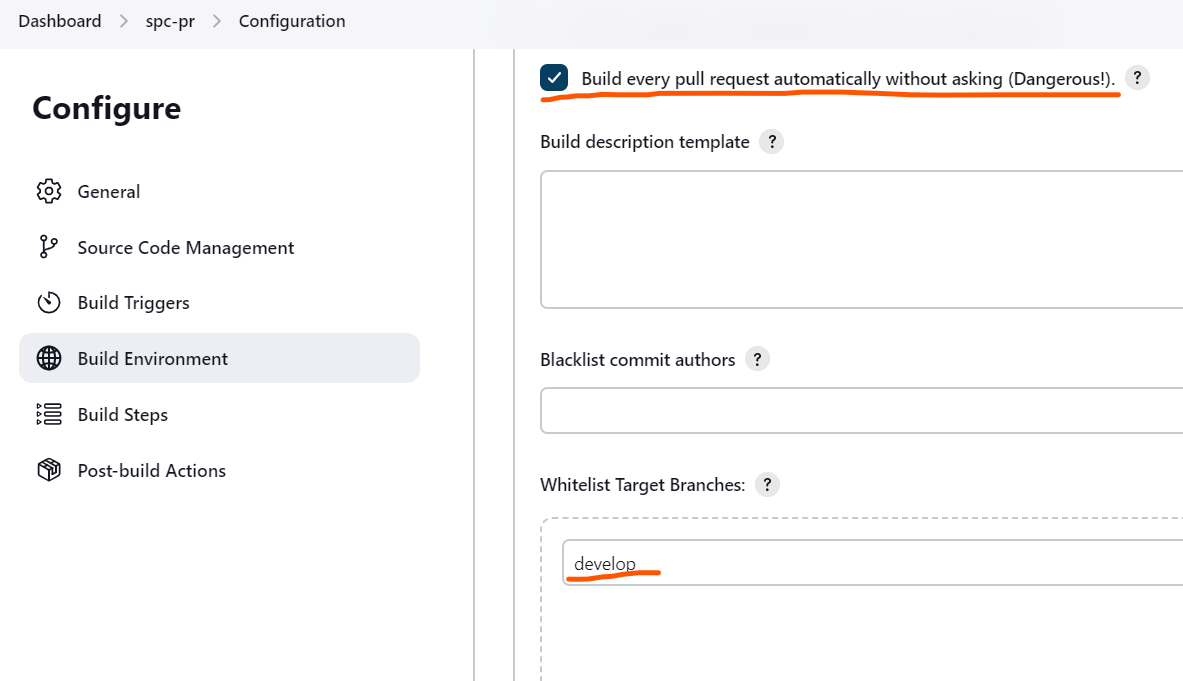 Dashboard > spc-pr > Configuration
Configure
General
Source Code Management
Build Triggers
Build Environment
Build Steps
Post-build Actions
Build every pull request automatically without asking (Dangerous!). ?
Build description template ?
Blacklist commit authors ?
Whitelist Target Branches: ?
develop